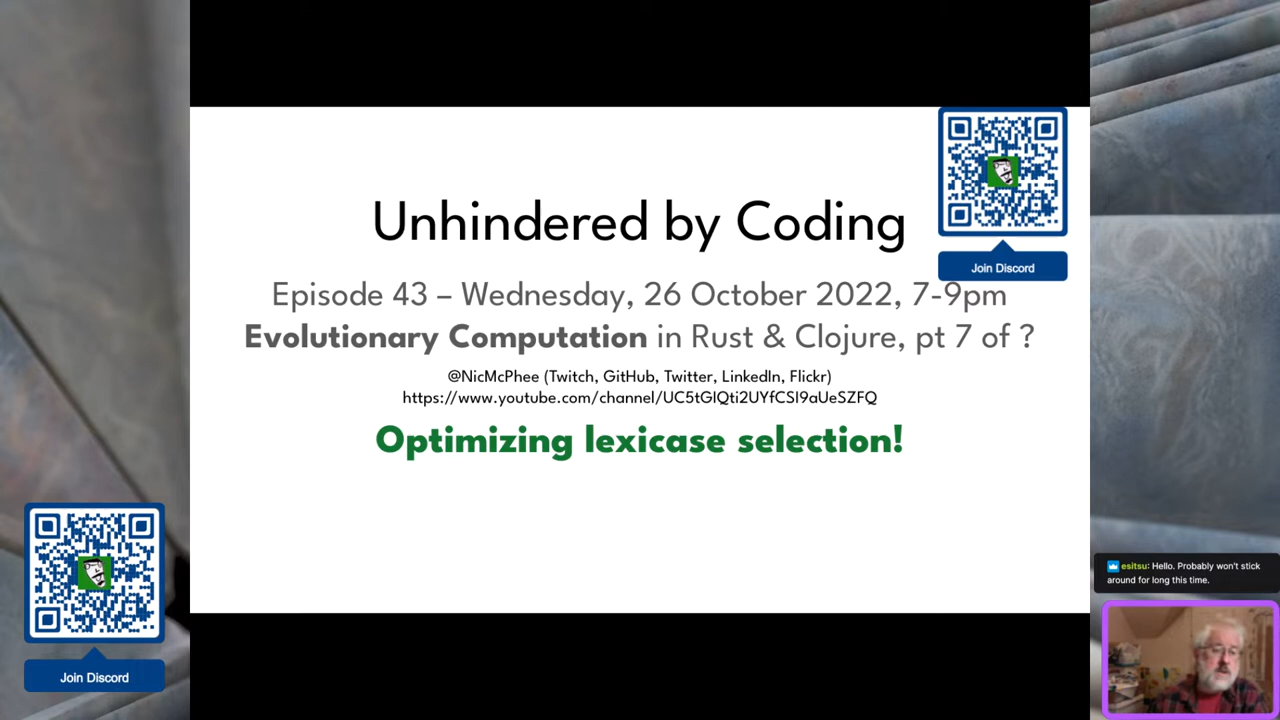 Unhindered by Coding
Join Discord
Episode 43 – Wednesday, 26 October 2022, 7-9pm
Evolutionary Computation in Rust & Clojure, pt 7 of ?
@NicMcPhee (Twitch, GitHub, Twitter, LinkedIn, Flickr)
https://www.youtube.com/channel/UC5tGIQti2UYfCSI9aUeSZFQ
Optimizing lexicase selection!
esitsu: Hello. Probably won't stick
around for long this time.
Join Discord